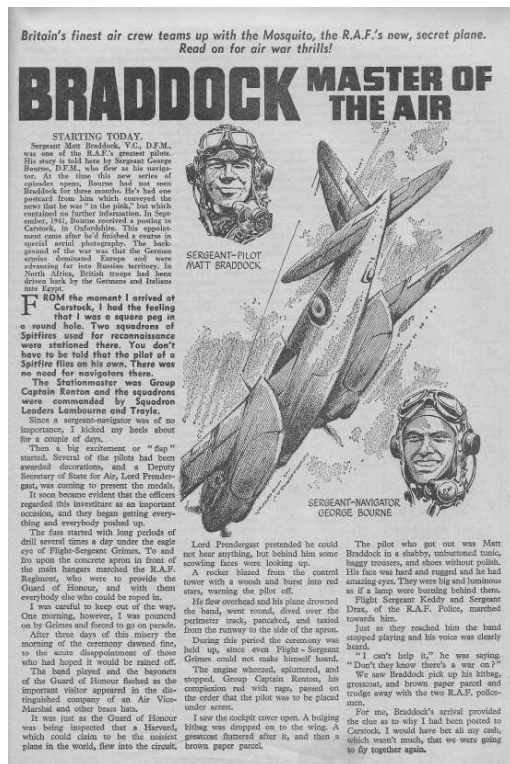 Britain's finest air crew teams up with the Mosquito, the R.A.F.'s new, secret plane.
Read on for air war thrills!
BRADDOCK MASTER OF
THE AIR
STARTING TODAY.
Sergeant Matt Braddock, V.C., D.F.M.,
was one of the R.A.F.'s greatest pilots.
His story is told here by Sergeant George
Bourne, D.F.M., who flew as his naviga-
tor. At the time this new series of
episodes opens, Bourne had not seen
Braddock for three months. He's had one
postcard from him which conveyed the
news that he was "in the pink," but which
contained no further information. In Sept-
ember, 1941, Bourne received a posting to
Carstock, in Oxfordshire. This appoint-
ment came after he'd finished a course in
special aerial photography. The back-
ground of the war was that the German
armies dominated Europe and were
advancing far into Russian territory. In
North Africa, British troops had been
driven back by the Germans and Italians
into Egypt.
FROM the moment I arrived at
Carstock, I had the feeling
that I was a square peg in
a round hole. Two squadrons of
Spitfires used for reconnaissance
were stationed there. You don't
have to be told that the pilot of a
Spitfire flies on his own. There was
no need for navigators there.
The Stationmaster was Group
Captain Renton and the squadrons
were commanded by Squadron
Leaders Lambourne and Trayle.
Since a sergeant-navigator was of no
importance, I kicked my heels about
for a couple of days.
Then a big excitement or "flap"
started. Several of the pilots had been
awarded decorations, and a Deputy
Secretary of State for Air, Lord Prender-
gast, was coming to present the medals.
It soon became evident that the officers
regarded this investiture as an important
occasion, and they began getting every-
thing and everybody poshed up.
The fuss started with long periods of
drill several times a day under the eagle
eye of Flight-Sergeant Grimes. To and
fro upon the concrete apron in front of
the main hangars marched the R.A.F.
Regiment, who were to provide the
Guard of Honour, and with them
everybody else who could be roped in.
I was careful to keep out of the way.
One morning, however, I was pounced
on by Grimes and forced to go on parade.
After three days of this misery the
morning of the ceremony dawned fine,
to the acute disappointment of those
who had hoped it would be rained off.
The band played and the bayonets
of the Guard of Honour flashed as the
important visitor appeared in the dis-
tinguished company of an Air Vice-
Marshal and other brass hats.
It was just as the Guard of Honour
was being inspected that a Harvard,
which could claim to be the noisiest
plane in the world, flew into the circuit.
SERGEANT-PILOT
MATT BRADDOCK
SERGEANT-NAVIGATOR
GEORGE BOURNE
Lord Prendergast pretended he could
not hear anything, but behind him some
scowling faces were looking up.
A rocket blazed from the control
tower with a woosh and burst into red
stars, warning the pilot off.
He flew overhead and his plane drowned
the band, went round, dived over the
perimeter track, pancaked, and taxied
from the runway to the side of the apron.
During this period the ceremony was
held up, since even Flight-Sergeant
Grimes could not make himself heard.
The engine wheezed, spluttered, and
stopped. Group Captain Renton, his
complexion red with rage, passed on
the order that the pilot was to be placed
under arrest.
I saw the cockpit cover open. A bulging
kitbag was dropped on to the wing. A
greatcoat fluttered after it, and then a
brown paper parcel.
The pilot who got out was Matt
Braddock in a shabby, unbuttoned tunic,
baggy trousers, and shoes without polish.
His face was hard and rugged and he had
amazing eyes. They were big and luminous
as if a lamp were burning behind them.
Flight Sergeant Keddy and Sergeant
Drax, of the R.A.F. Police, marched
towards him.
Just as they reached him the band
stopped playing and his voice was clearly
heard.
"I can't help it," he was saying.
"Don't they know there's a war on?"
We saw Braddock pick up his kitbag,
greatcoat, and brown paper parcel and
trudge away with the two R.A.F. police-
men.
For me, Braddock's arrival provided
the clue as to why I had been posted to
Carstock. I would have bet all my cash,
which wasn't much, that we were going
to fly together again.